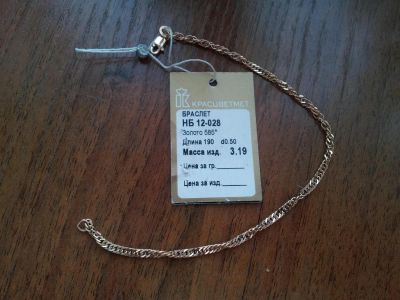 КРАСЦВЕТМЕТ
БРАСЛЕТ
НБ 12-028
Золото 585°
Длина 190 d0.50
Масса изд. 3.19
Цена за гр.
Цена за изд.